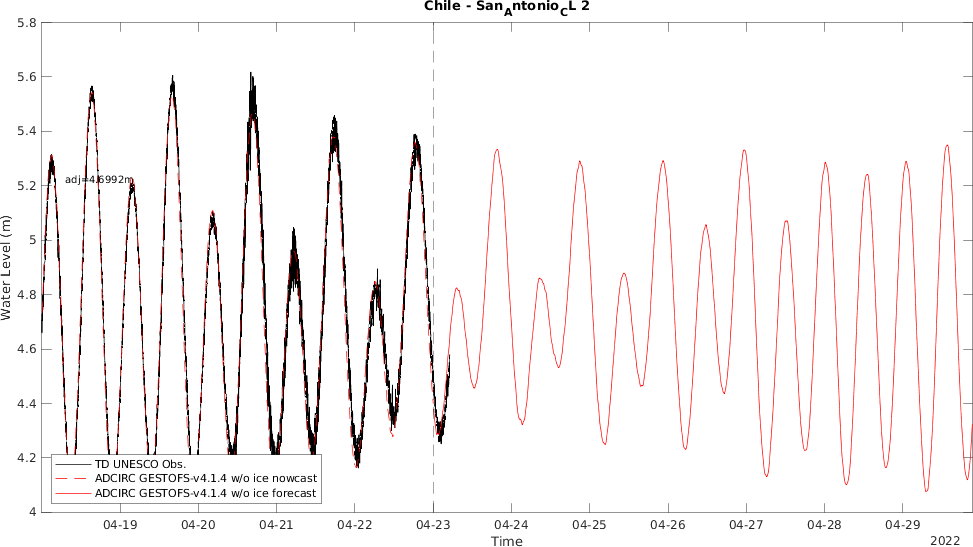 Chile - San_Antonio_CL 2
5.8
5.6
5.4
5.2
5
4.8
4.6
4.4
4.2
4
Water Level (m)
adj=4.6992m
TD UNESCO Obs.
ADCIRC GESTOFS-v4.1.4 w/o ice nowcast
ADCIRC GESTOFS-v4.1.4 w/o ice forecast
04-19 04-20 04-21 04-22 04-23 04-24 04-25 04-26 04-27 04-28 04-29
Time
2022